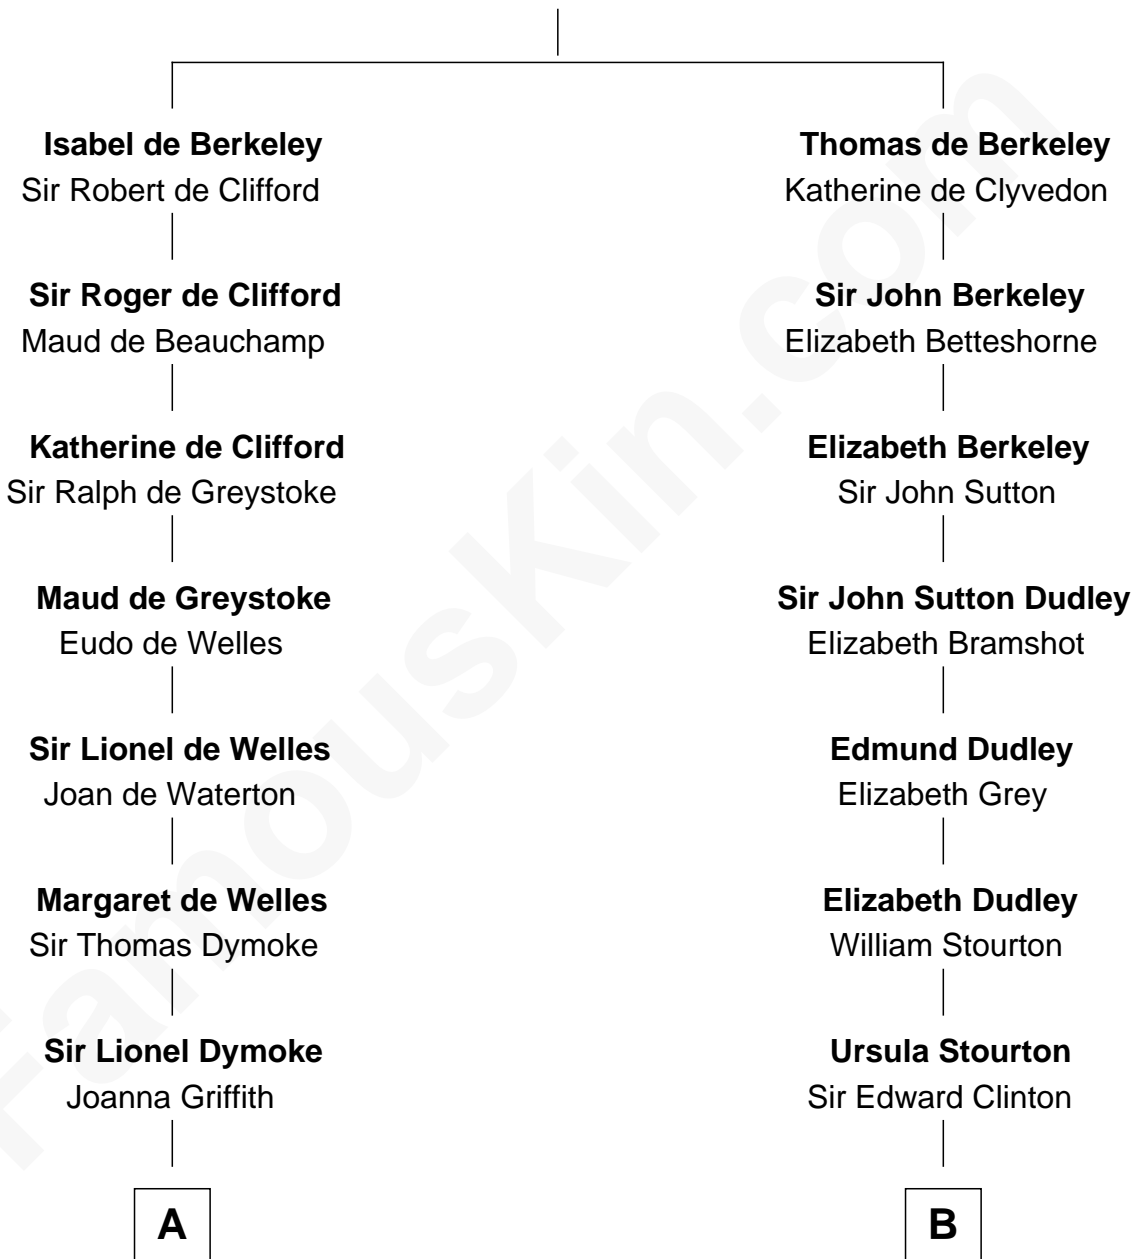 Isabel de Berkeley
Sir Robert de Clifford
Sir Roger de Clifford
Maud de Beauchamp
Katherine de Clifford
Sir Ralph de Greystoke
Maud de Greystoke
Eudo de Welles
Sir Lionel de Welles
Joan de Waterton
Margaret de Welles
Sir Thomas Dymoke
Sir Lionel Dymoke
Joanna Griffith
A
Thomas de Berkeley
Katherine de Clyvedon
Sir John Berkeley
Elizabeth Betteshorne
Elizabeth Berkeley
Sir John Sutton
Sir John Sutton Dudley
Elizabeth Bramshot
Edmund Dudley
Elizabeth Grey
Elizabeth Dudley
William Stourton
Ursula Stourton
Sir Edward Clinton
B
FamousKin.com